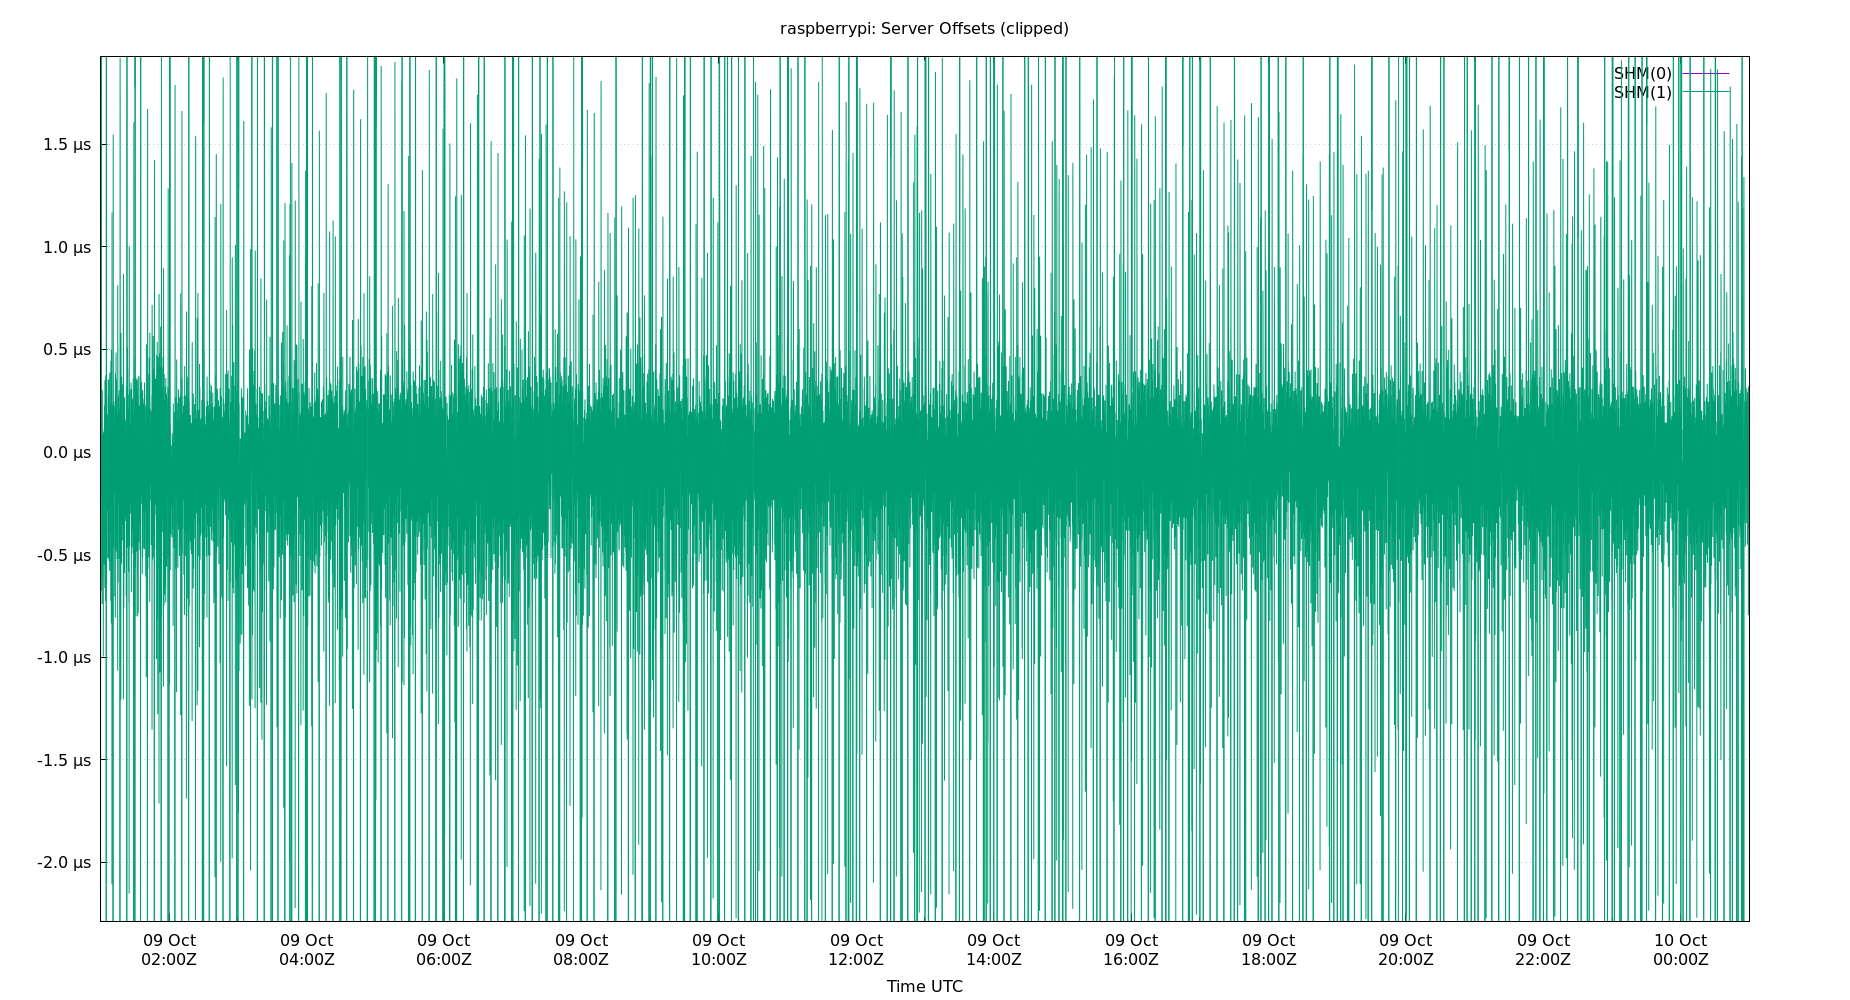 raspberrypi: Server Offsets (clipped)
SHM(0)
SHM(1)
1.5 µs
1.0 µs
0.5 µs
0.0 µs
-0.5 µs
-1.0 µs
-1.5 µs
-2.0 µs
09 Oct 09 Oct 09 Oct 09 Oct 09 Oct 09 Oct 09 Oct 09 Oct 09 Oct 09 Oct 09 Oct 10 Oct
02:00Z 04:00Z 06:00Z 08:00Z 10:00Z 12:00Z 14:00Z 16:00Z 18:00Z 20:00Z 22:00Z 00:00Z
Time UTC